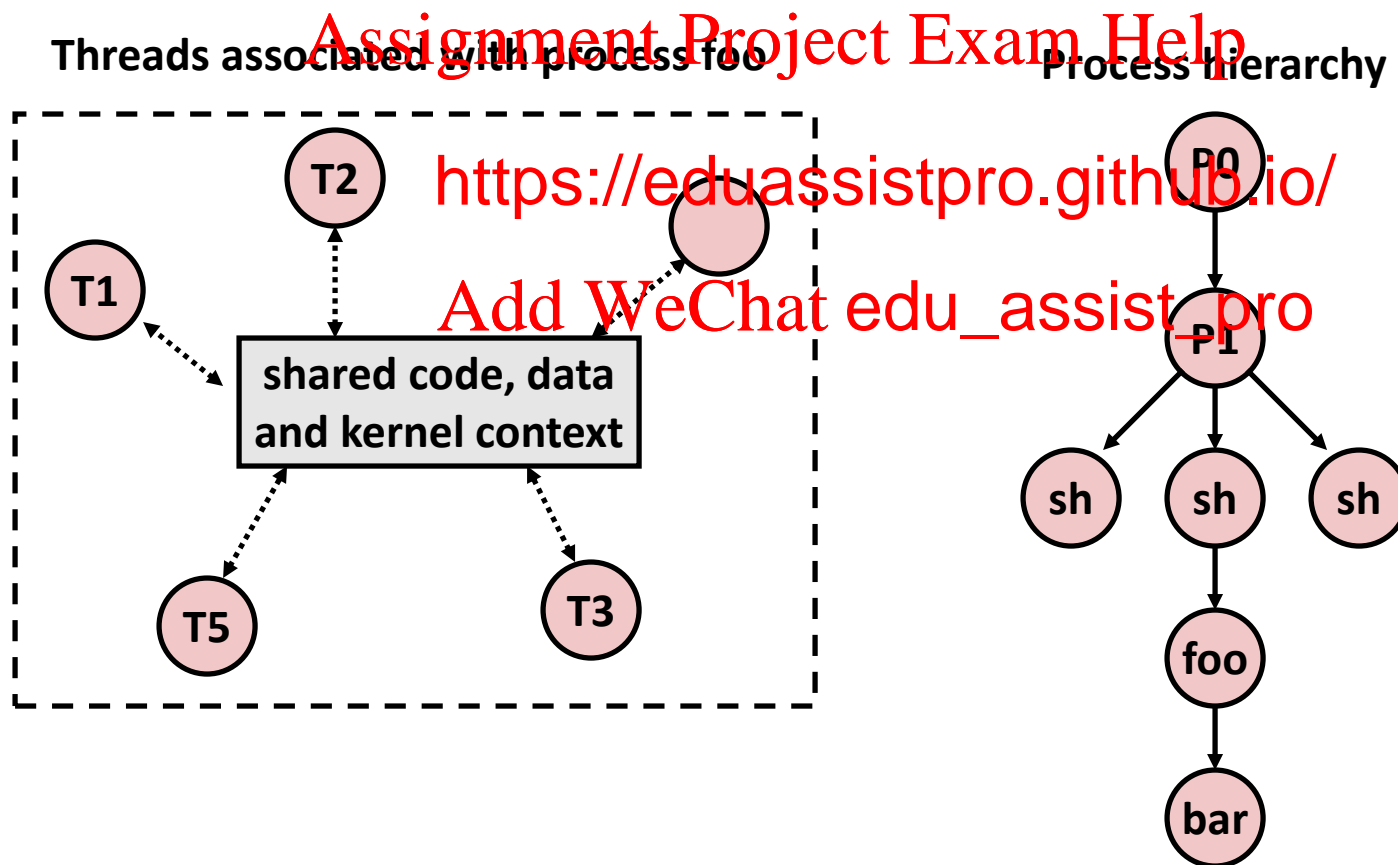 Assignment Project Exam Help
Threads associated with process foo
Process hierarchy
https://eduassistpro.github.io/
Add WeChat edu_assist_pro
T2
T1
shared code, data
and kernel context
T5
T3
P0
P1
sh
sh
sh
foo
bar